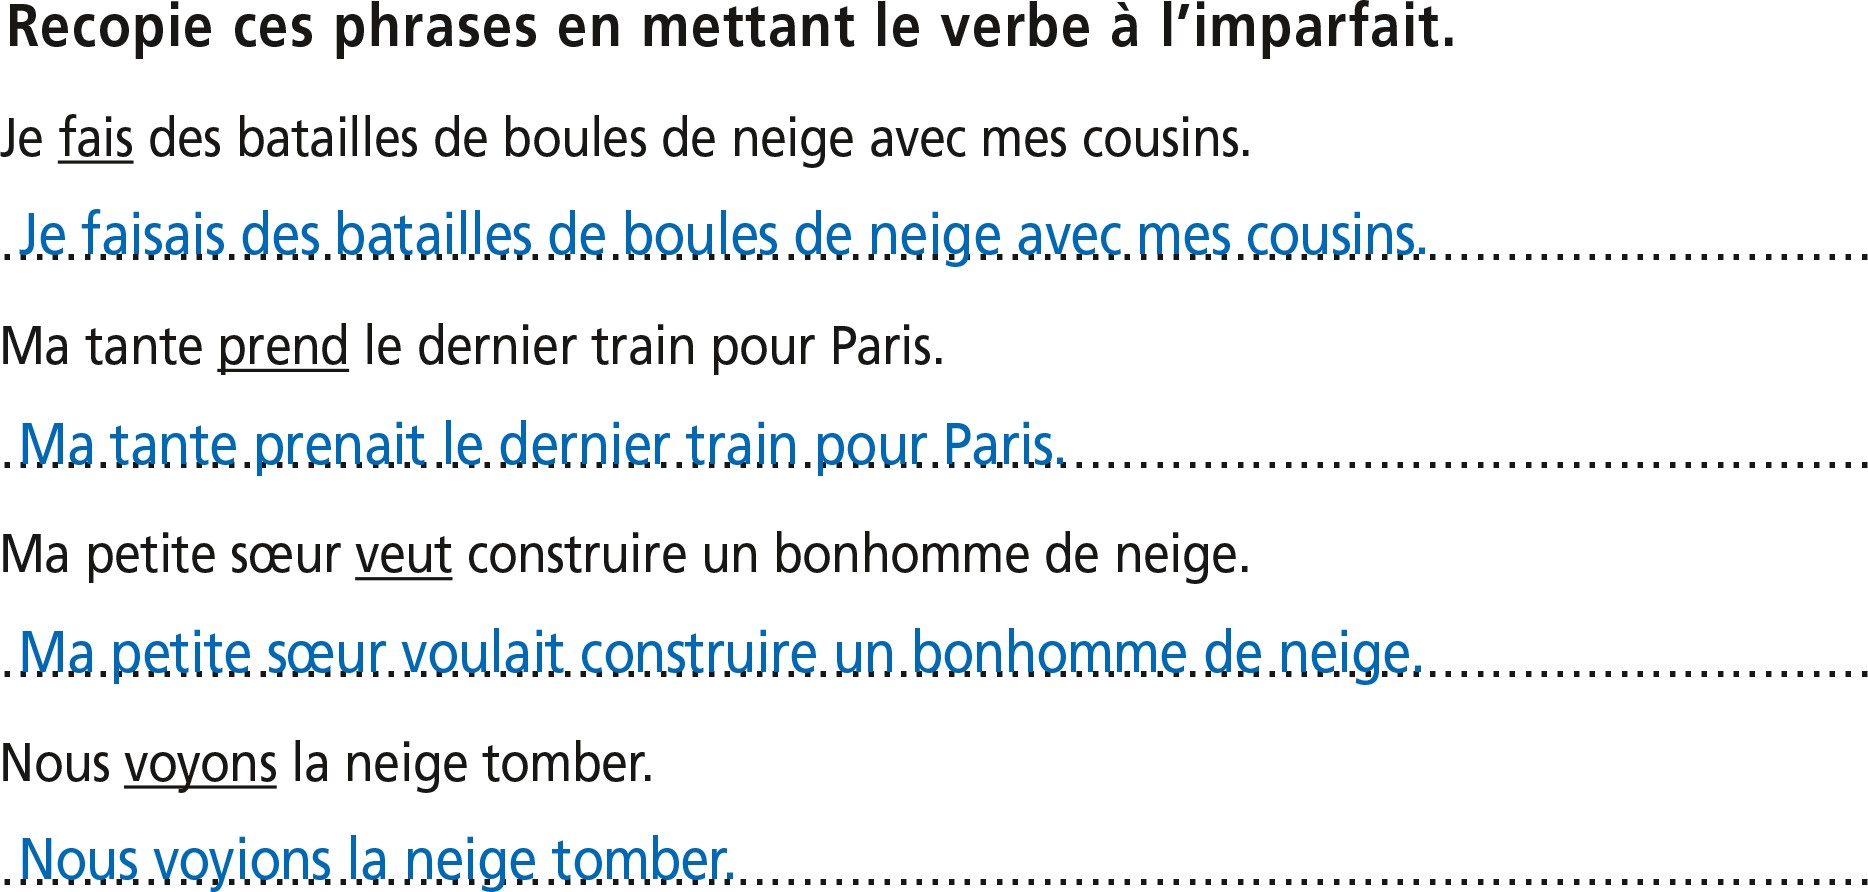 Recopie ces phrases en mettant le verbe à l’imparfait.
Je fais des batailles de boules de neige avec mes cousins.
Je faisais des batailles de boules de neige avec mes cousins.
Ma tante prend le dernier train pour Paris.
Ma tante prenait le dernier train pour Paris.
Ma petite sœur veut construire un bonhomme de neige.
Ma petite sœur voulait construire un bonhomme de neige.
Nous voyons la neige tomber.
Nous voyions la neige tomber.